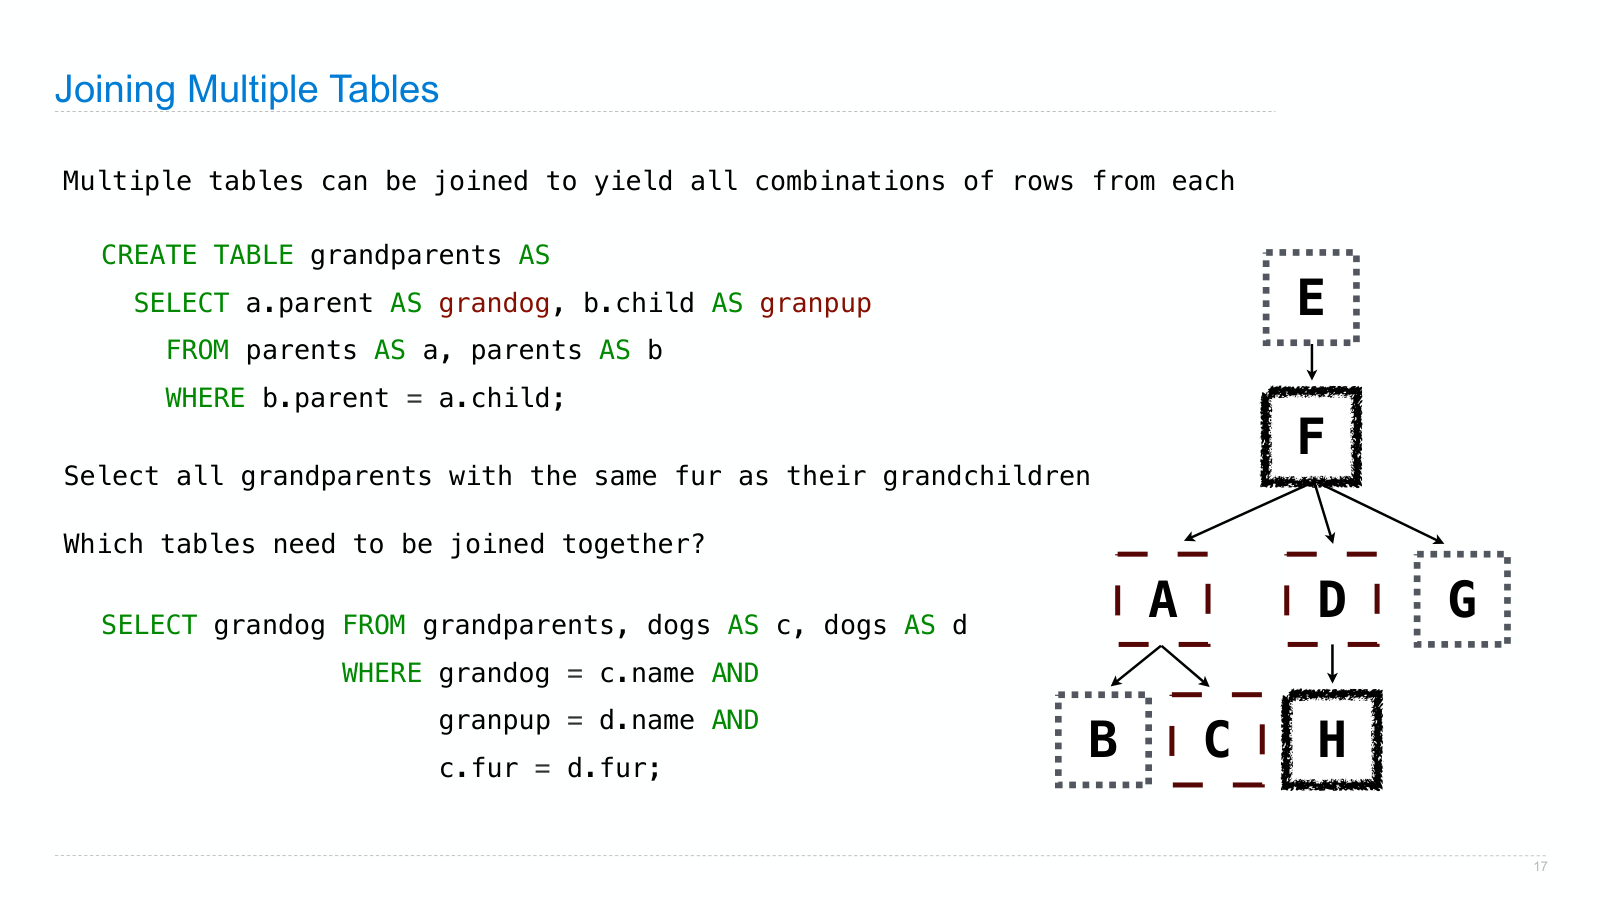 Joining Multiple Tables
Multiple tables can be joined to yield all combinations of rows from each
CREATE TABLE grandparents AS
SELECT a.parent AS grandog, b.child AS granpup
FROM parents AS a, parents AS b
WHERE b.parent = a.child;
Select all grandparents with the same fur as their grandchildren
Which tables need to be joined together?
SELECT grandog FROM grandparents, dogs AS c, dogs AS d
WHERE grandog = c.name AND
granpup = d.name AND
c.fur = d.fur;
E
F
A D G
B C H
17